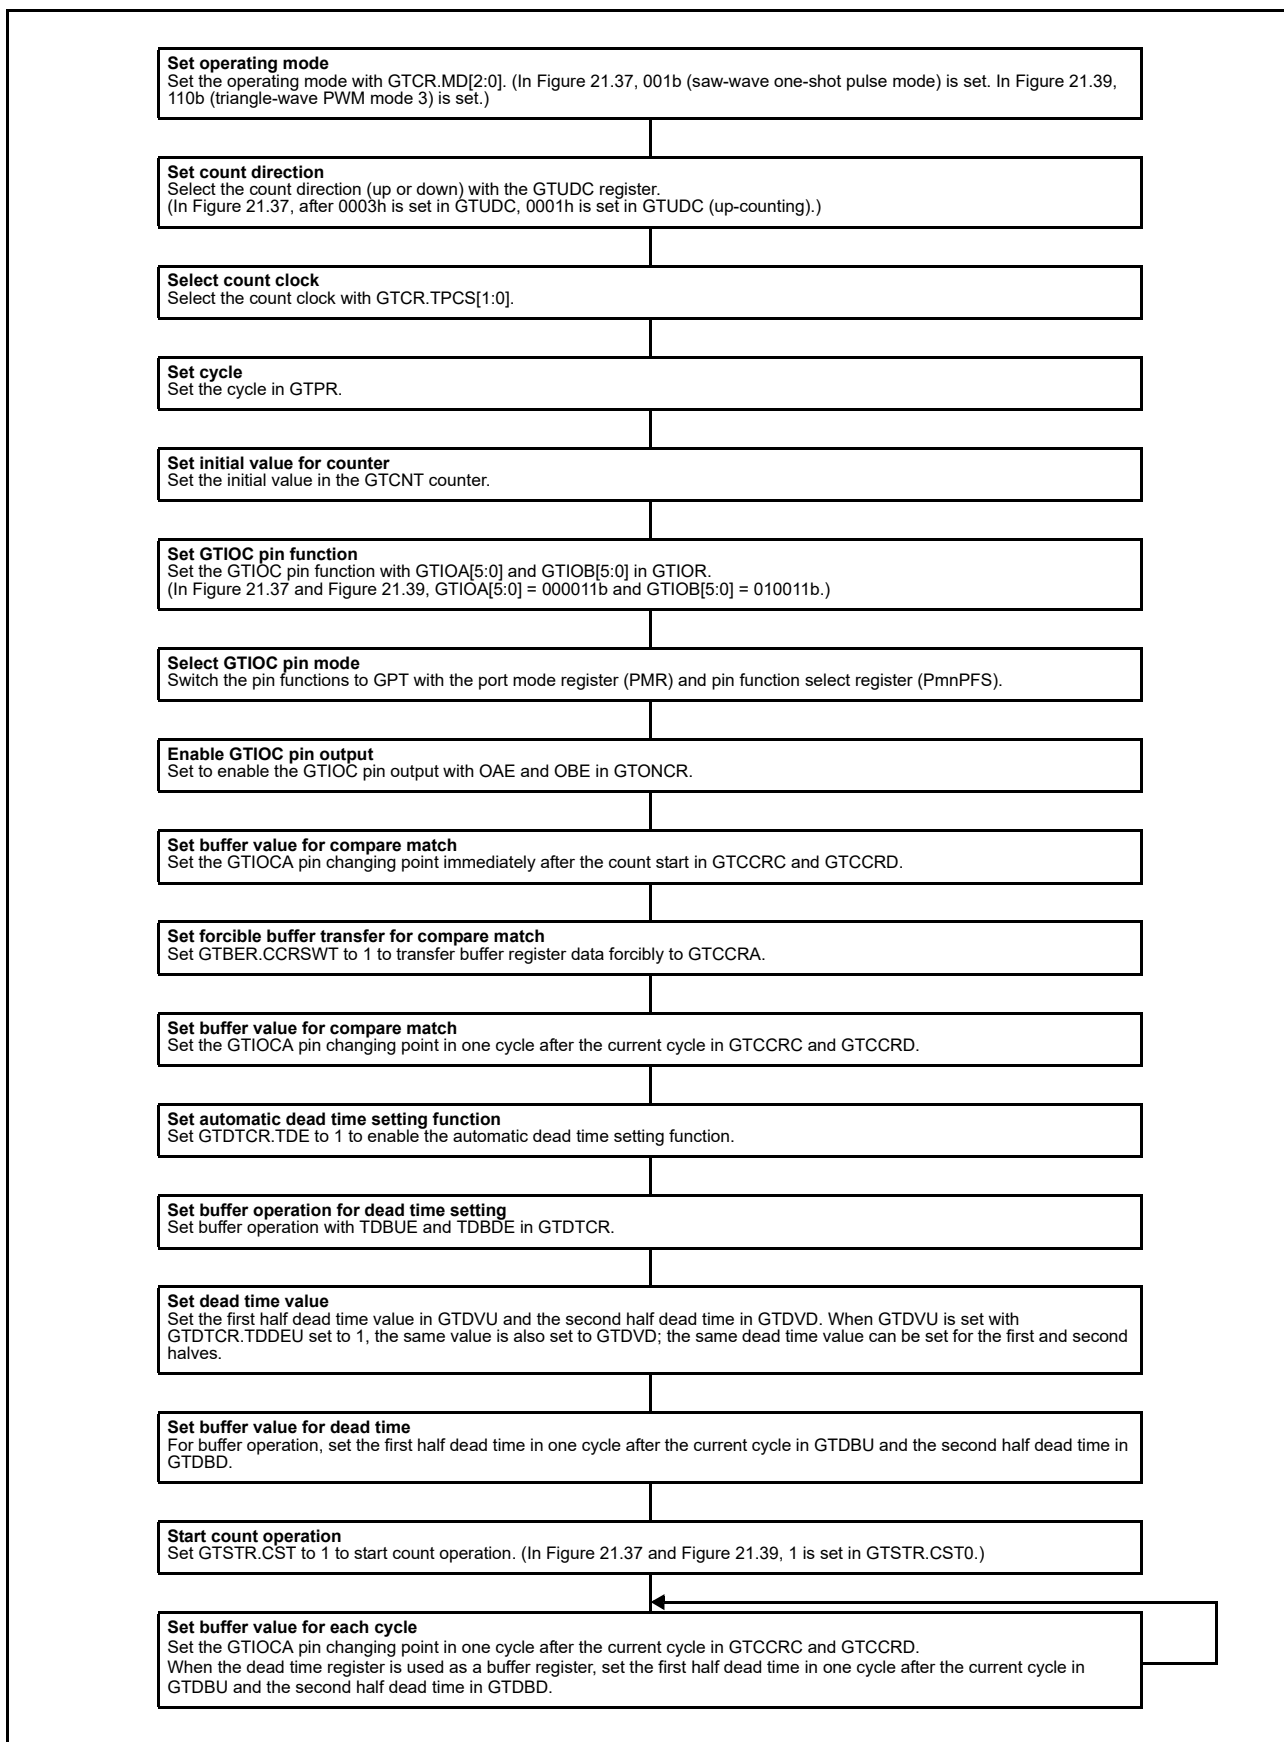 Set operating mode
Set the operating mode with GTCR.MD[2:0]. (In Figure 21.37, 001b (saw-wave one-shot pulse mode) is set. In Figure 21.39,
110b (triangle-wave PWM mode 3) is set.)
Set count direction
Select the count direction (up or down) with the GTUDC register.
(In Figure 21.37, after 0003h is set in GTUDC, 0001h is set in GTUDC (up-counting).)
Select count clock
Select the count clock with GTCR.TPCS[1:0].
Set cycle
Set the cycle in GTPR.
Set initial value for counter
Set the initial value in the GTCNT counter.
Set GTIOC pin function
Set the GTIOC pin function with GTIOA[5:0] and GTIOB[5:0] in GTIOR.
(In Figure 21.37 and Figure 21.39, GTIOA[5:0] = 000011b and GTIOB[5:0] = 010011b.)
Select GTIOC pin mode
Switch the pin functions to GPT with the port mode register (PMR) and pin function select register (PmnPFS).
Enable GTIOC pin output
Set to enable the GTIOC pin output with OAE and OBE in GTONCR.
Set buffer value for compare match
Set the GTIOCA pin changing point immediately after the count start in GTCCRC and GTCCRD.
Set forcible buffer transfer for compare match
Set GTBER.CCRSWT to 1 to transfer buffer register data forcibly to GTCCRA.
Set buffer value for compare match
Set the GTIOCA pin changing point in one cycle after the current cycle in GTCCRC and GTCCRD.
Set automatic dead time setting function
Set GTDTCR.TDE to 1 to enable the automatic dead time setting function.
Set buffer operation for dead time setting
Set buffer operation with TDBUE and TDBDE in GTDTCR.
Set dead time value
Set the first half dead time value in GTDVU and the second half dead time in GTDVD. When GTDVU is set with
GTDTCR.TDDEU set to 1, the same value is also set to GTDVD; the same dead time value can be set for the first and second
halves.
Set buffer value for dead time
For buffer operation, set the first half dead time in one cycle after the current cycle in GTDBU and the second half dead time in
GTDBD.
Start count operation
Set GTSTR.CST to 1 to start count operation. (In Figure 21.37 and Figure 21.39, 1 is set in GTSTR.CST0.)
Set buffer value for each cycle
Set the GTIOCA pin changing point in one cycle after the current cycle in GTCCRC and GTCCRD.
When the dead time register is used as a buffer register, set the first half dead time in one cycle after the current cycle in
GTDBU and the second half dead time in GTDBD.